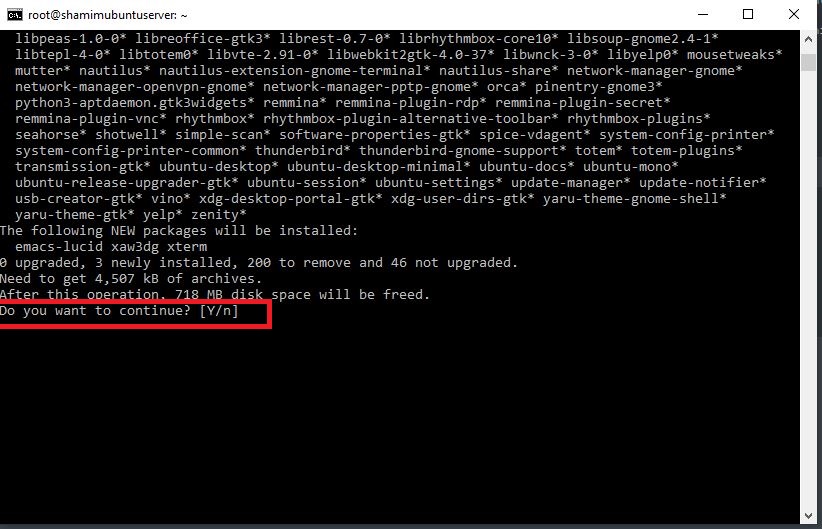 root@shamimubuntuserver: ~
libpeas-1.0-0* libreoffice-gtk3* librest-0.7-0* librhythmbox-core10* libsoup-gnome2.4-1*
libtepl-4-0* libtotem0* libvte-2.91-0* libwebkit2gtk-4.0-37* libwnck-3-0* libyelp0* mousetweaks*
mutter* nautilus* nautilus-extension-gnome-terminal* nautilus-share* network-manager-gnome*
network-manager-openvpn-gnome* network-manager-pptp-gnome* orca* pinentry-gnome3*
python3-aptdaemon.gtk3widgets* remmina* remmina-plugin-rdp* remmina-plugin-secret*
remmina-plugin-vnc* rhythmbox* rhythmbox-plugin-alternative-toolbar* rhythmbox-plugins*
seahorse* shotwell* simple-scan* software-properties-gtk* spice-vdagent* system-config-printer*
system-config-printer-common* thunderbird* thunderbird-gnome-support* totem* totem-plugins*
transmission-gtk* ubuntu-desktop* ubuntu-desktop-minimal* ubuntu-docs* ubuntu-mono*
ubuntu-release-upgrader-gtk* ubuntu-session* ubuntu-settings* update-manager* update-notifier*
usb-creator-gtk* vino* xdg-desktop-portal-gtk* xdg-user-dirs-gtk* yaru-theme-gnome-shell*
yaru-theme-gtk* yelp* zenity*
The following NEW packages will be installed:
emacs-lucid xaw3dg xterm
0 upgraded, 3 newly installed, 200 to remove and 46 not upgraded.
Need to get 4,507 kB of archives.
After this operation, 718 MB disk space will be freed.
Do you want to continue? [Y/n]